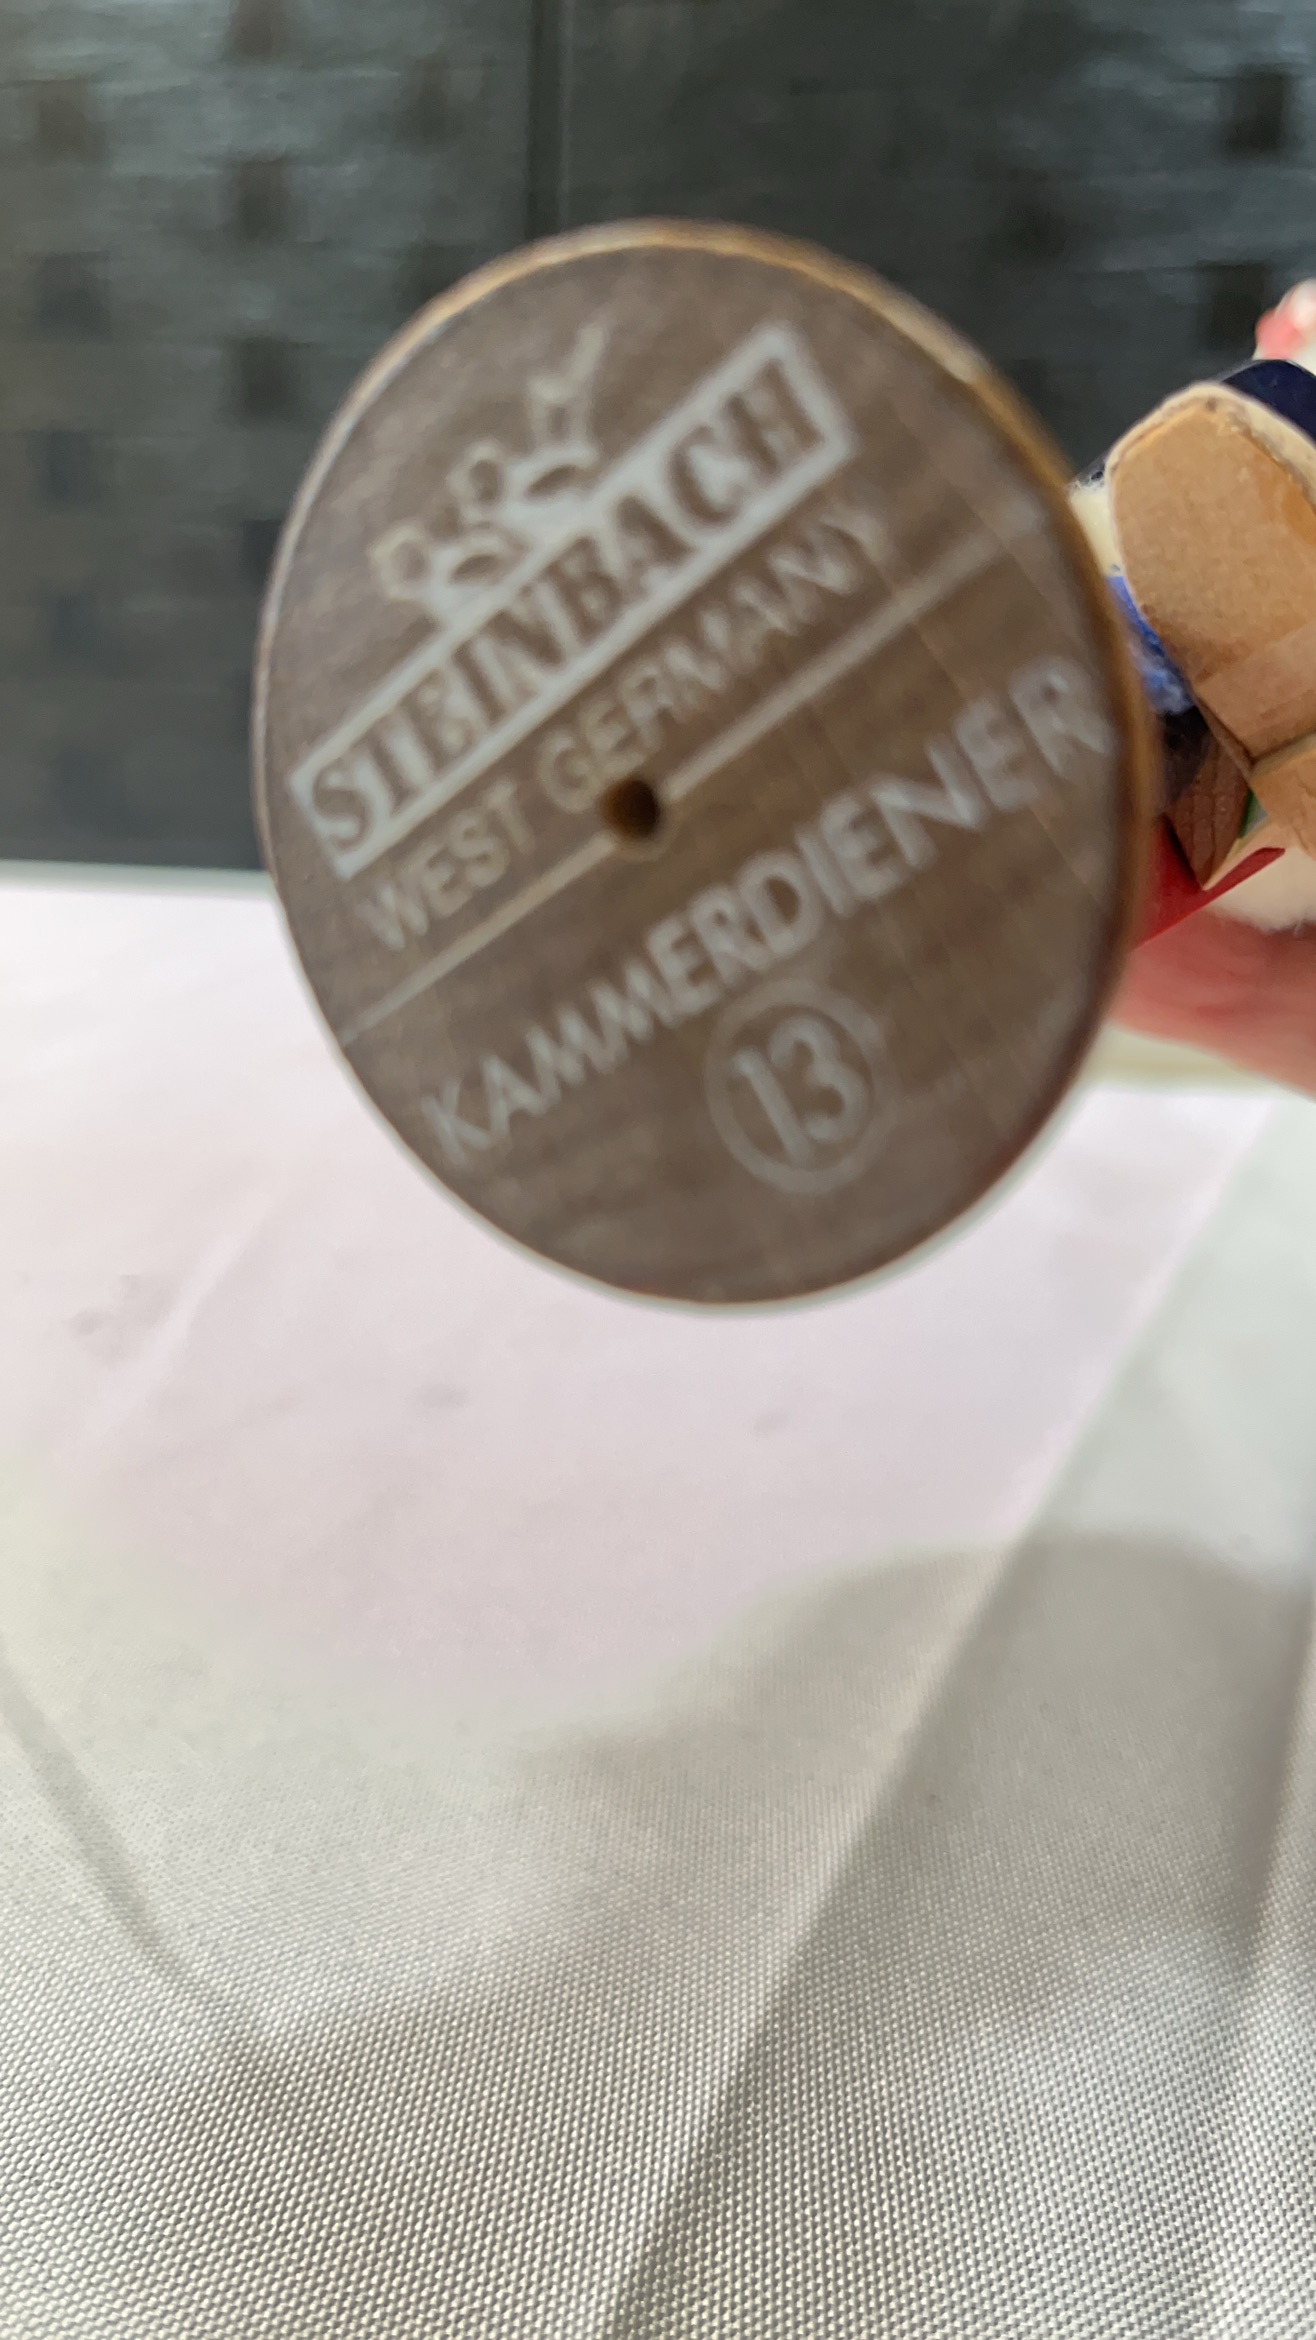 STEINBACH
WEST GERMANY
KAMMERDIENER
13